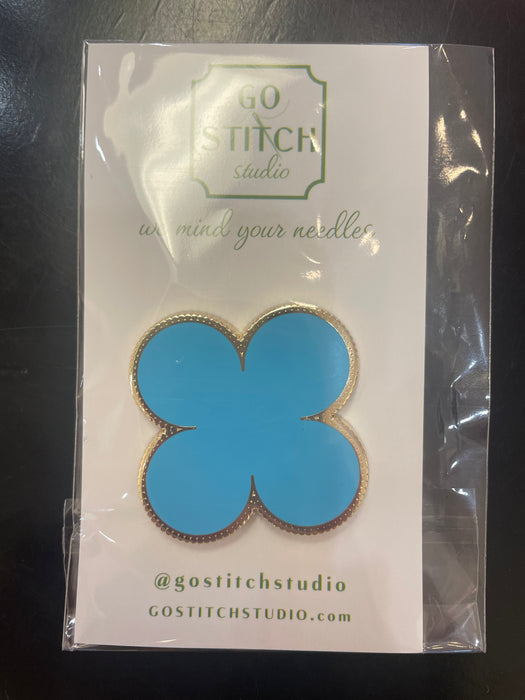 GO
STITCH
studio
we mind your needles
@gostitchstudio
GOSTITCHSTUDIO.com